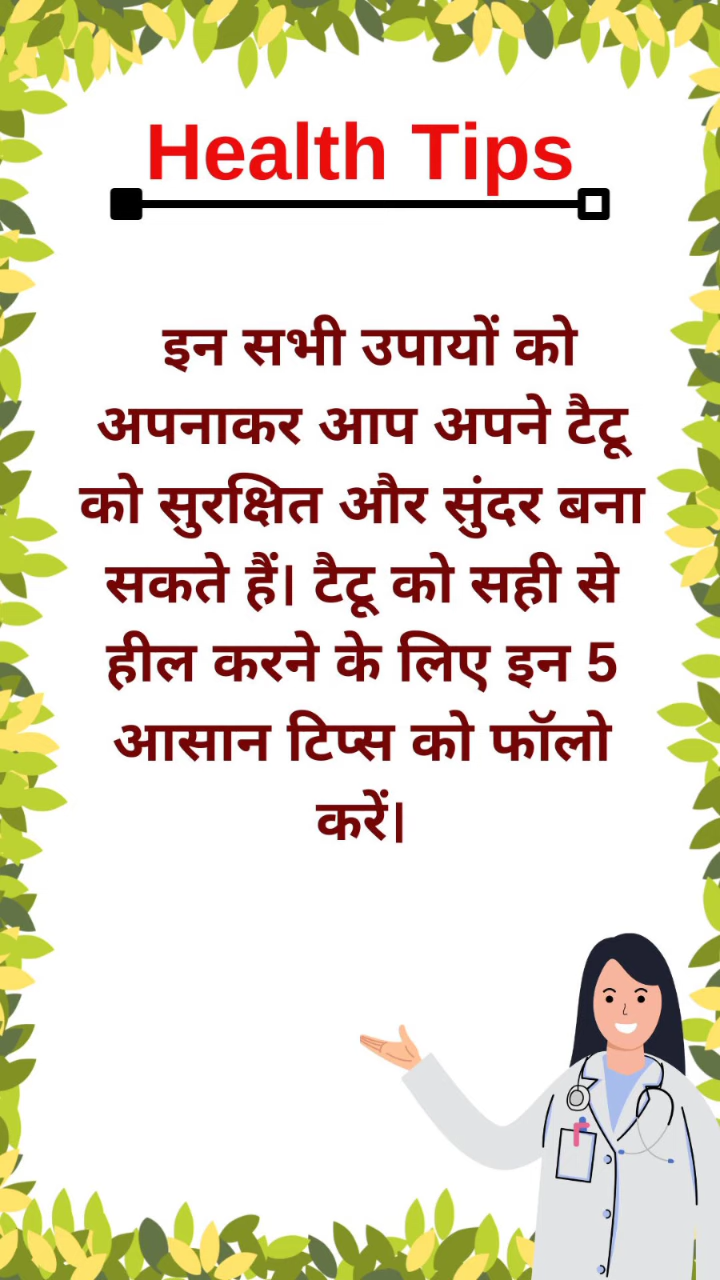 Health Tips
इन सभी उपायों को
अपनाकर आप अपने टैटू
को सुरक्षित और सुंदर बना
सकते हैं। टैटू को सही से
हील करने के लिए इन 5
आसान टिप्स को फॉलो
करें।